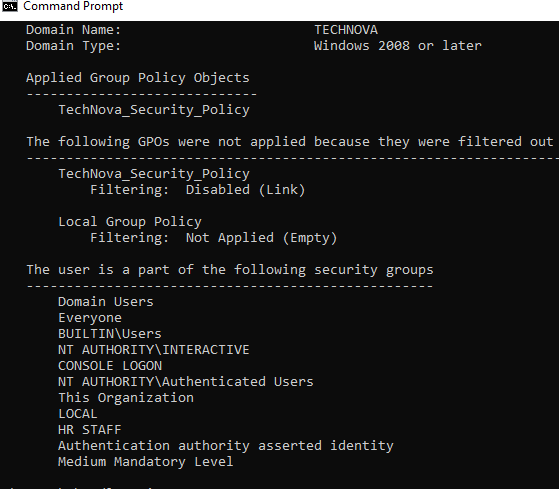 Command Prompt
Domain Name: TECHNOVA
Domain Type: Windows 2008 or later
Applied Group Policy Objects
-----------------------------
TechNova_Security_Policy
The following GPOs were not applied because they were filtered out
-------------------------------------------------------------------
TechNova_Security_Policy
Filtering: Disabled (Link)
Local Group Policy
Filtering: Not Applied (Empty)
The user is a part of the following security groups
---------------------------------------------------
Domain Users
Everyone
BUILTIN\Users
NT AUTHORITY\INTERACTIVE
CONSOLE LOGON
NT AUTHORITY\Authenticated Users
This Organization
LOCAL
HR STAFF
Authentication authority asserted identity
Medium Mandatory Level